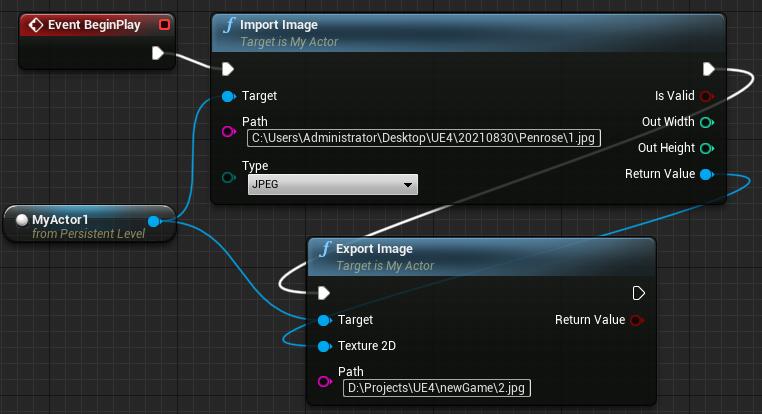 Event BeginPlay
Import Image
Target is My Actor
Target
Is Valid
Path
C:\Users\Administrator\Desktop\UE4\20210830\Penrose\1.jpg
Out Width
Out Height
Type
JPEG
Return Value
MyActor1
from Persistent Level
Export Image
Target is My Actor
Target
Return Value
Texture 2D
Path
D:\Projects\UE4\newGame\2.jpg